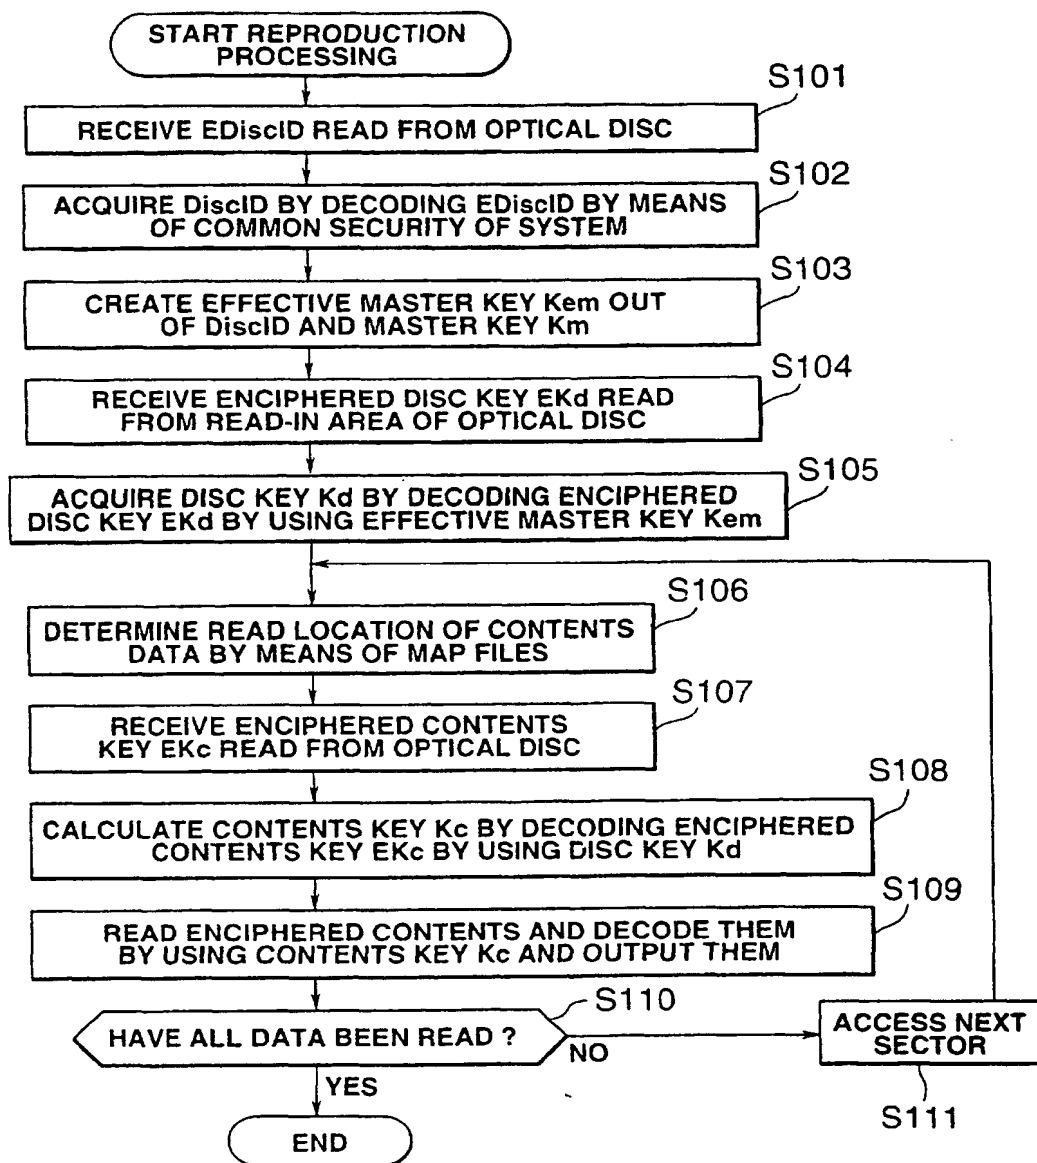 START REPRODUCTION
PROCESSING
S101
RECEIVE EDiscID READ FROM OPTICAL DISC
S102
ACQUIRE DiscID BY DECODING EDiscID BY MEANS
OF COMMON SECURITY OF SYSTEM
S103
CREATE EFFECTIVE MASTER KEY Kem OUT
OF DiscID AND MASTER KEY Km
S104
RECEIVE ENCIPHERED DISC KEY EKd READ
FROM READ-IN AREA OF OPTICAL DISC
S105
ACQUIRE DISC KEY Kd BY DECODING ENCIPHERED
DISC KEY EKd BY USING EFFECTIVE MASTER KEY Kem
S106
DETERMINE READ LOCATION OF CONTENTS
DATA BY MEANS OF MAP FILES
S107
RECEIVE ENCIPHERED CONTENTS
KEY EKc READ FROM OPTICAL DISC
S108
CALCULATE CONTENTS KEY Kc BY DECODING ENCIPHERED
CONTENTS KEY EKc BY USING DISC KEY Kd
S109
READ ENCIPHERED CONTENTS AND DECODE THEM
BY USING CONTENTS KEY Kc AND OUTPUT THEM
S110
HAVE ALL DATA BEEN READ ?
NO
ACCESS NEXT
SECTOR
S111
YES
END